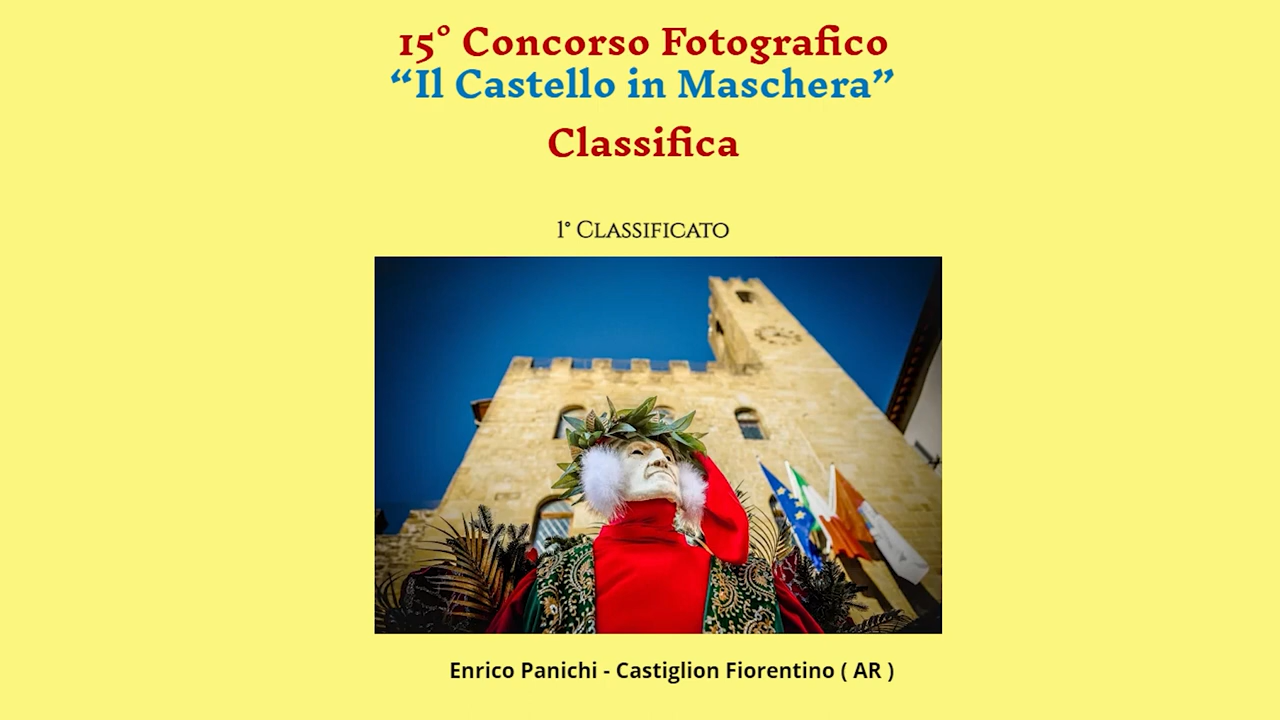 15° Concorso Fotografico
“Il Castello in Maschera”
Classifica
1° Classificato
Enrico Panichi - Castiglion Fiorentino ( AR )